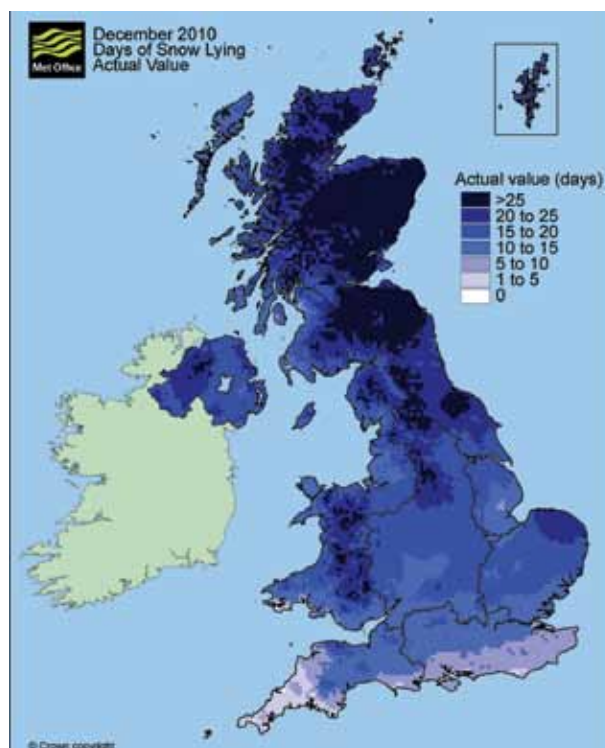 Met Office
December 2010
Days of Snow Lying
Actual Value
Actual value (days)
>25
20 to 25
15 to 20
10 to 15
5 to 10
1 to 5
0
© Crown copyright